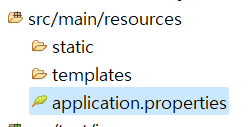 src/main/resources
static
templates
application.properties